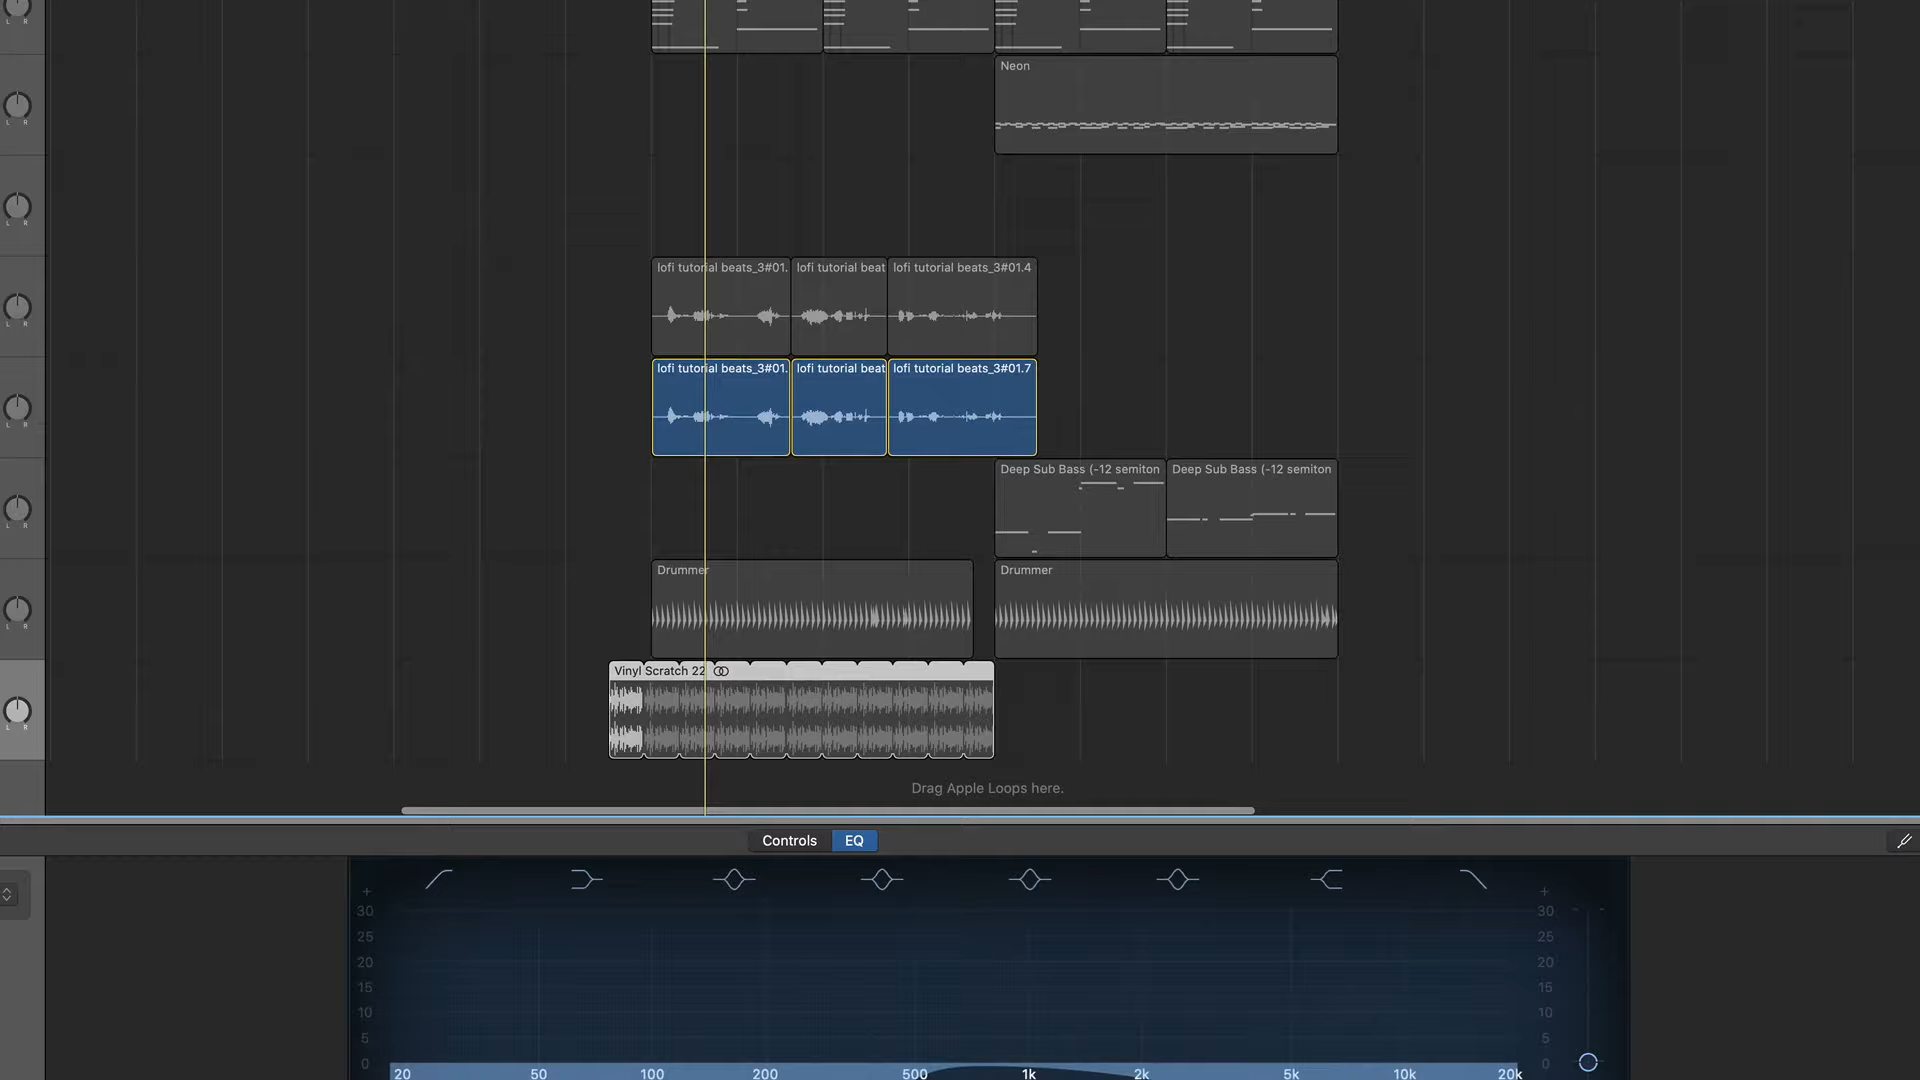 Neon
L R
L R
L R
lofi tutorial beats_3#01. lofi tutorial beat lofi tutorial beats_3#01.4
L R
lofi tutorial beats_3#01. lofi tutorial beat lofi tutorial beats_3#01.7
L R
Deep Sub Bass (-12 semiton Deep Sub Bass (-12 semiton
L R
Drummer Drummer
L R
Vinyl Scratch 22
L R
Drag Apple Loops here.
Controls EQ
+ +
30 30
25 25
20 20
15 15
10 10
5 5
0 0
20 50 100 200 500 1k 2k 5k 10k 20k